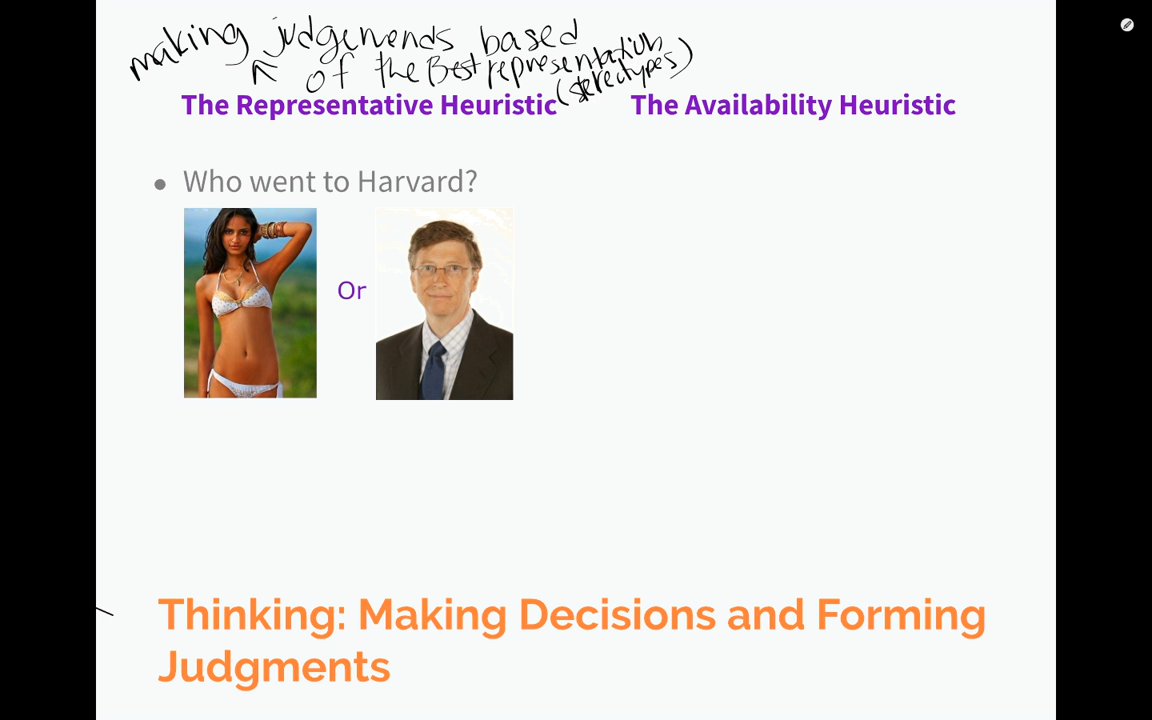 making judgemends based
of the Best representation
(stereotypes)
The Representative Heuristic
The Availability Heuristic
• Who went to Harvard?
Or
Thinking: Making Decisions and Forming
Judgments